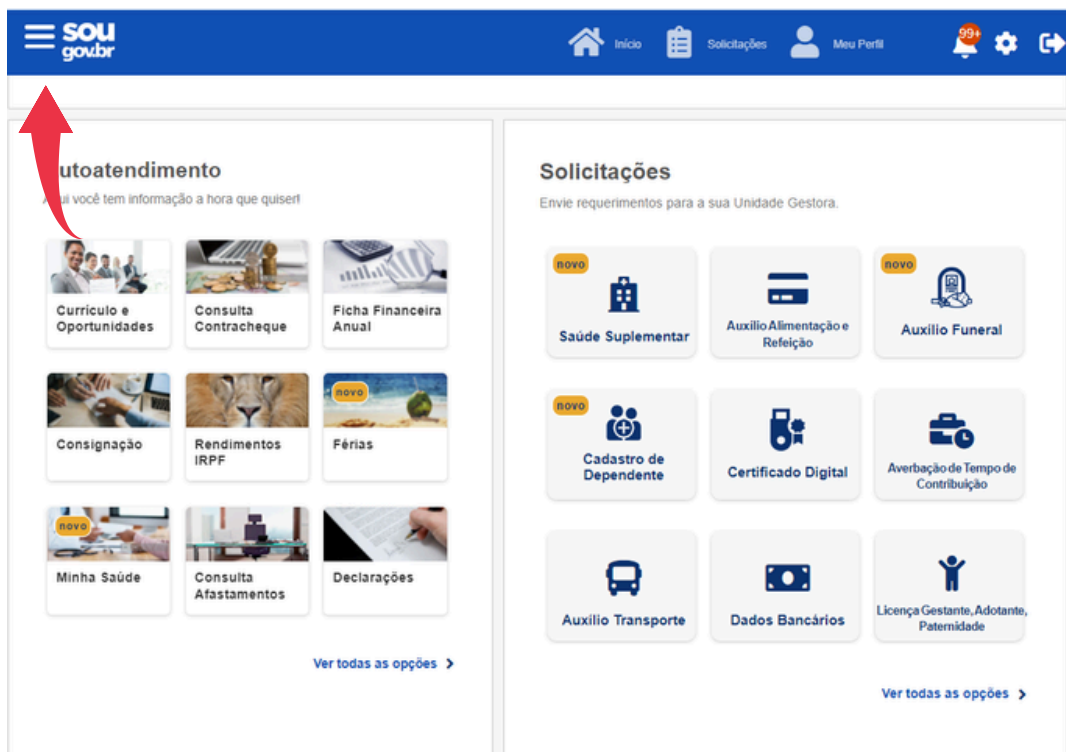 sou
gov.br
Início
Solicitações
Meu Perfil
99+
utoatendimento
ui você tem informação a hora que quiser!
Currículo e
Oportunidades
Consulta
Contracheque
Ficha Financeira
Anual
Consignação
Rendimentos
IRPF
novo
Férias
novo
Minha Saúde
Consulta
Afastamentos
Declarações
Ver todas as opções
Solicitações
Envie requerimentos para a sua Unidade Gestora.
novo
Saúde Suplementar
Auxílio Alimentação e
Refeição
novo
Auxílio Funeral
novo
Cadastro de
Dependente
Certificado Digital
Averbação de Tempo de
Contribuição
Auxílio Transporte
Dados Bancários
Licença Gestante, Adotante,
Paternidade
Ver todas as opções